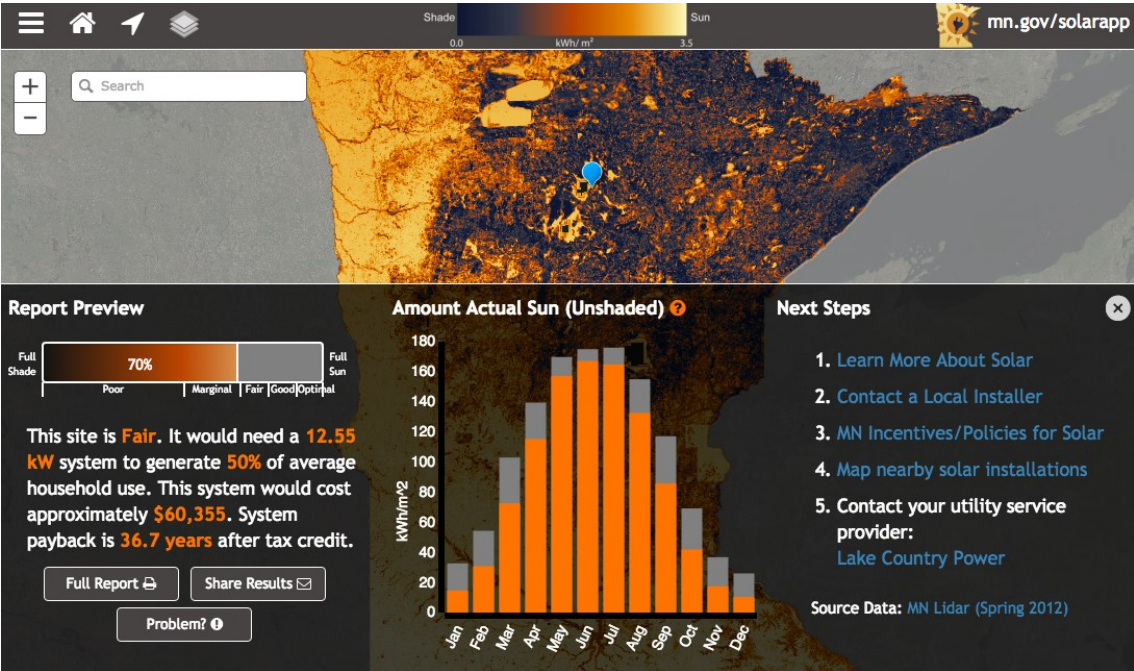 Shade
Sun
0.0
kWh/ m²
3.5
mn.gov/solarapp
+
−
Search
Report Preview
Full Shade
70%
Full Sun
Poor
Marginal
Fair
Good
Optimal
This site is Fair. It would need a 12.55
kW system to generate 50% of average
household use. This system would cost
approximately $60,355. System
payback is 36.7 years after tax credit.
Full Report
Share Results
Problem?
Amount Actual Sun (Unshaded) ?
kWh/m^2
180
160
140
120
100
80
60
40
20
0
Jan
Feb
Mar
Apr
May
Jun
Jul
Aug
Sep
Oct
Nov
Dec
Next Steps
1. Learn More About Solar
2. Contact a Local Installer
3. MN Incentives/Policies for Solar
4. Map nearby solar installations
5. Contact your utility service
provider:
Lake Country Power
Source Data: MN Lidar (Spring 2012)